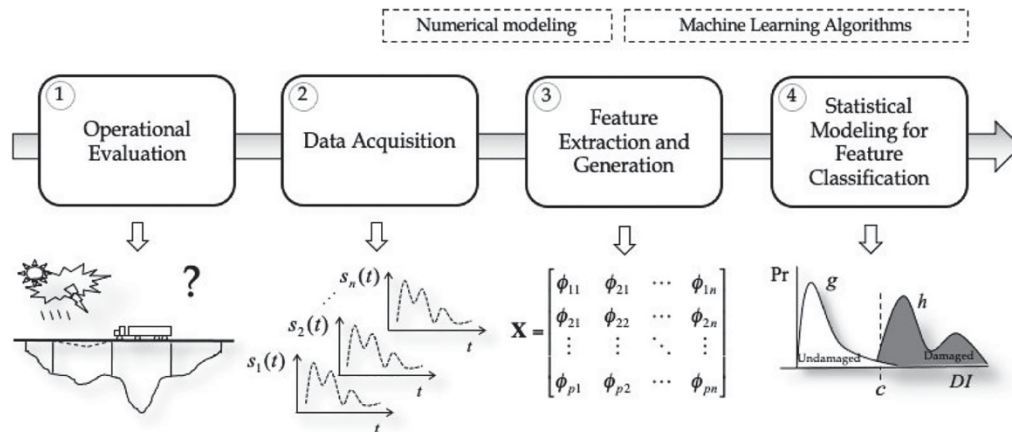 Numerical modeling
Machine Learning Algorithms
1
Operational
Evaluation
2
Data Acquisition
3
Feature
Extraction and
Generation
4
Statistical
Modeling for
Feature
Classification
?
sₙ(t)
t
s₂(t)
t
s₁(t)
t
X =
ϕ₁₁ ϕ₂₁ ⋯ ϕ₁ₙ
ϕ₂₁ ϕ₂₂ ⋯ ϕ₂ₙ
⋮ ⋮ ⋱ ⋮
ϕₚ₁ ϕₚ₂ ⋯ ϕₚₙ
Pr
g
h
Undamaged
Damaged
c
DI